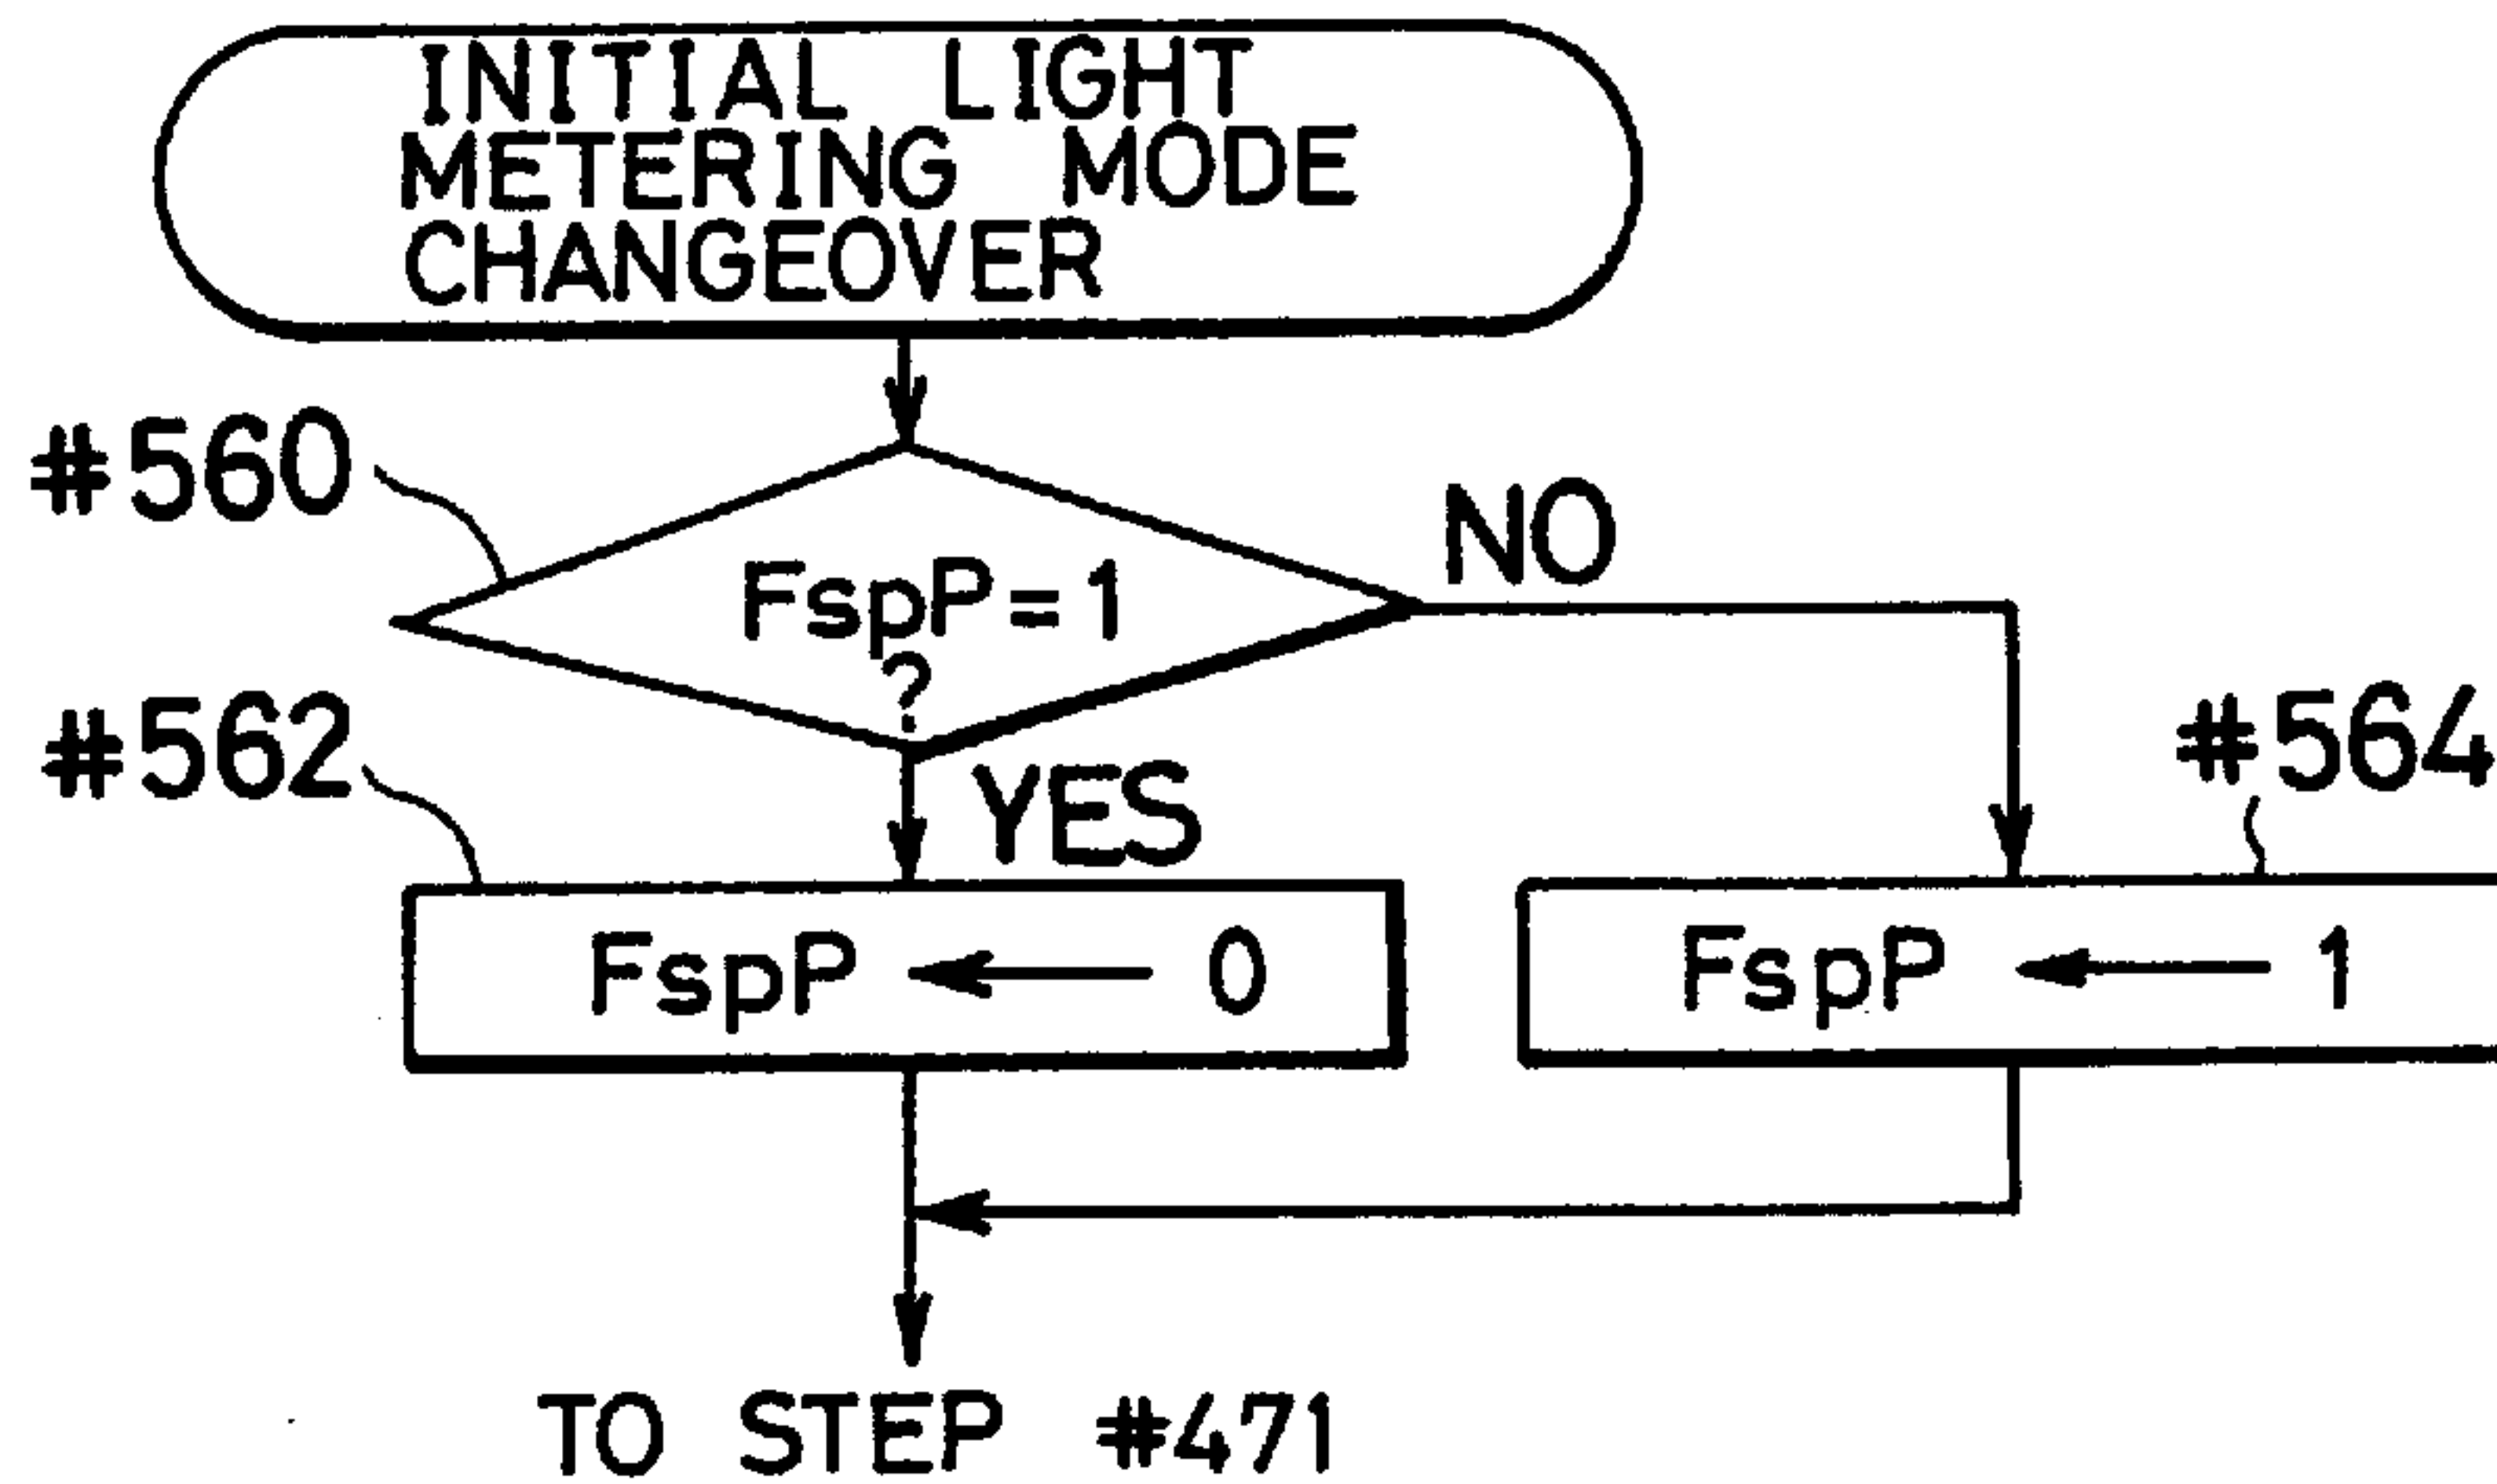 INITIAL LIGHT
METERING MODE
CHANGEOVER
#560
NO
FspP=1
?
#562
YES
#564
FspP ← 0
FspP ← 1
TO STEP #471